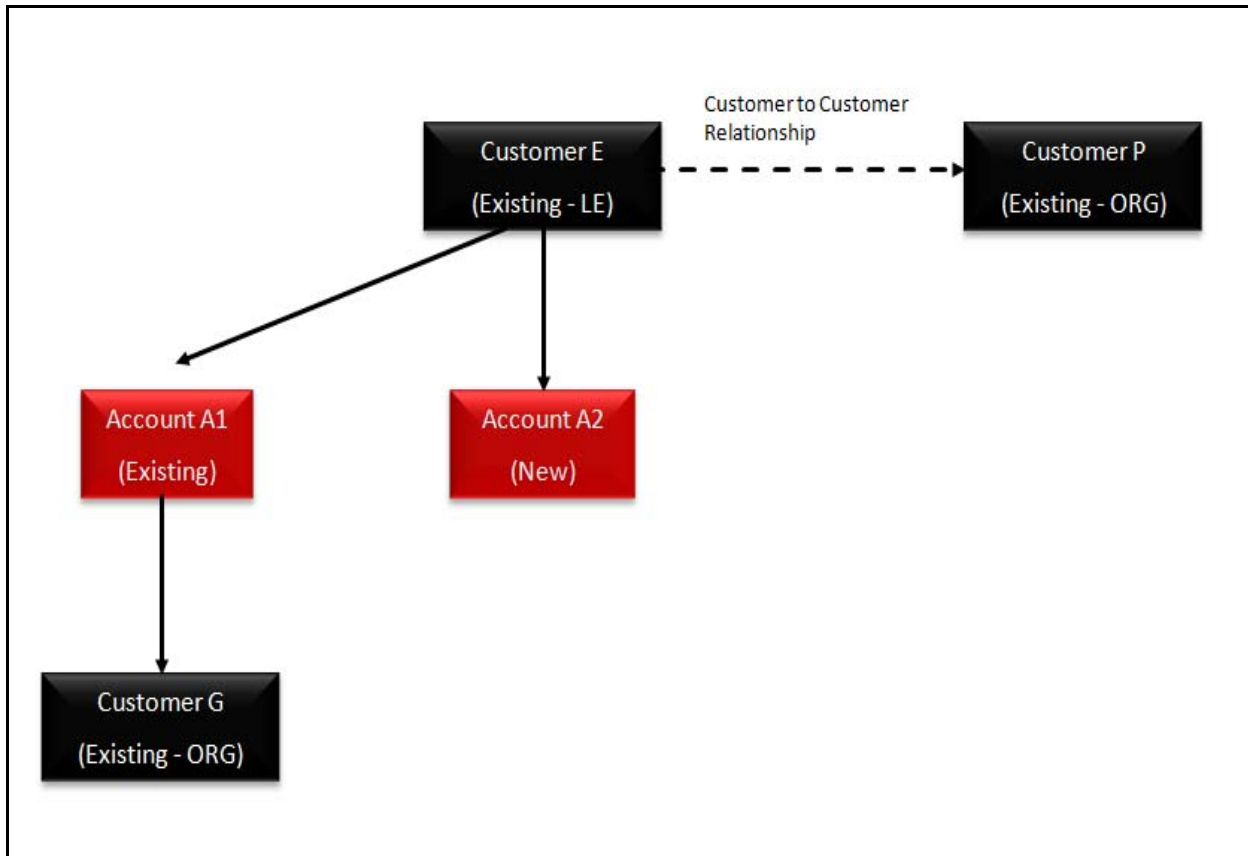 Customer to Customer
Relationship
Customer E
(Existing - LE)
Customer P
(Existing - ORG)
Account A1
(Existing)
Account A2
(New)
Customer G
(Existing - ORG)